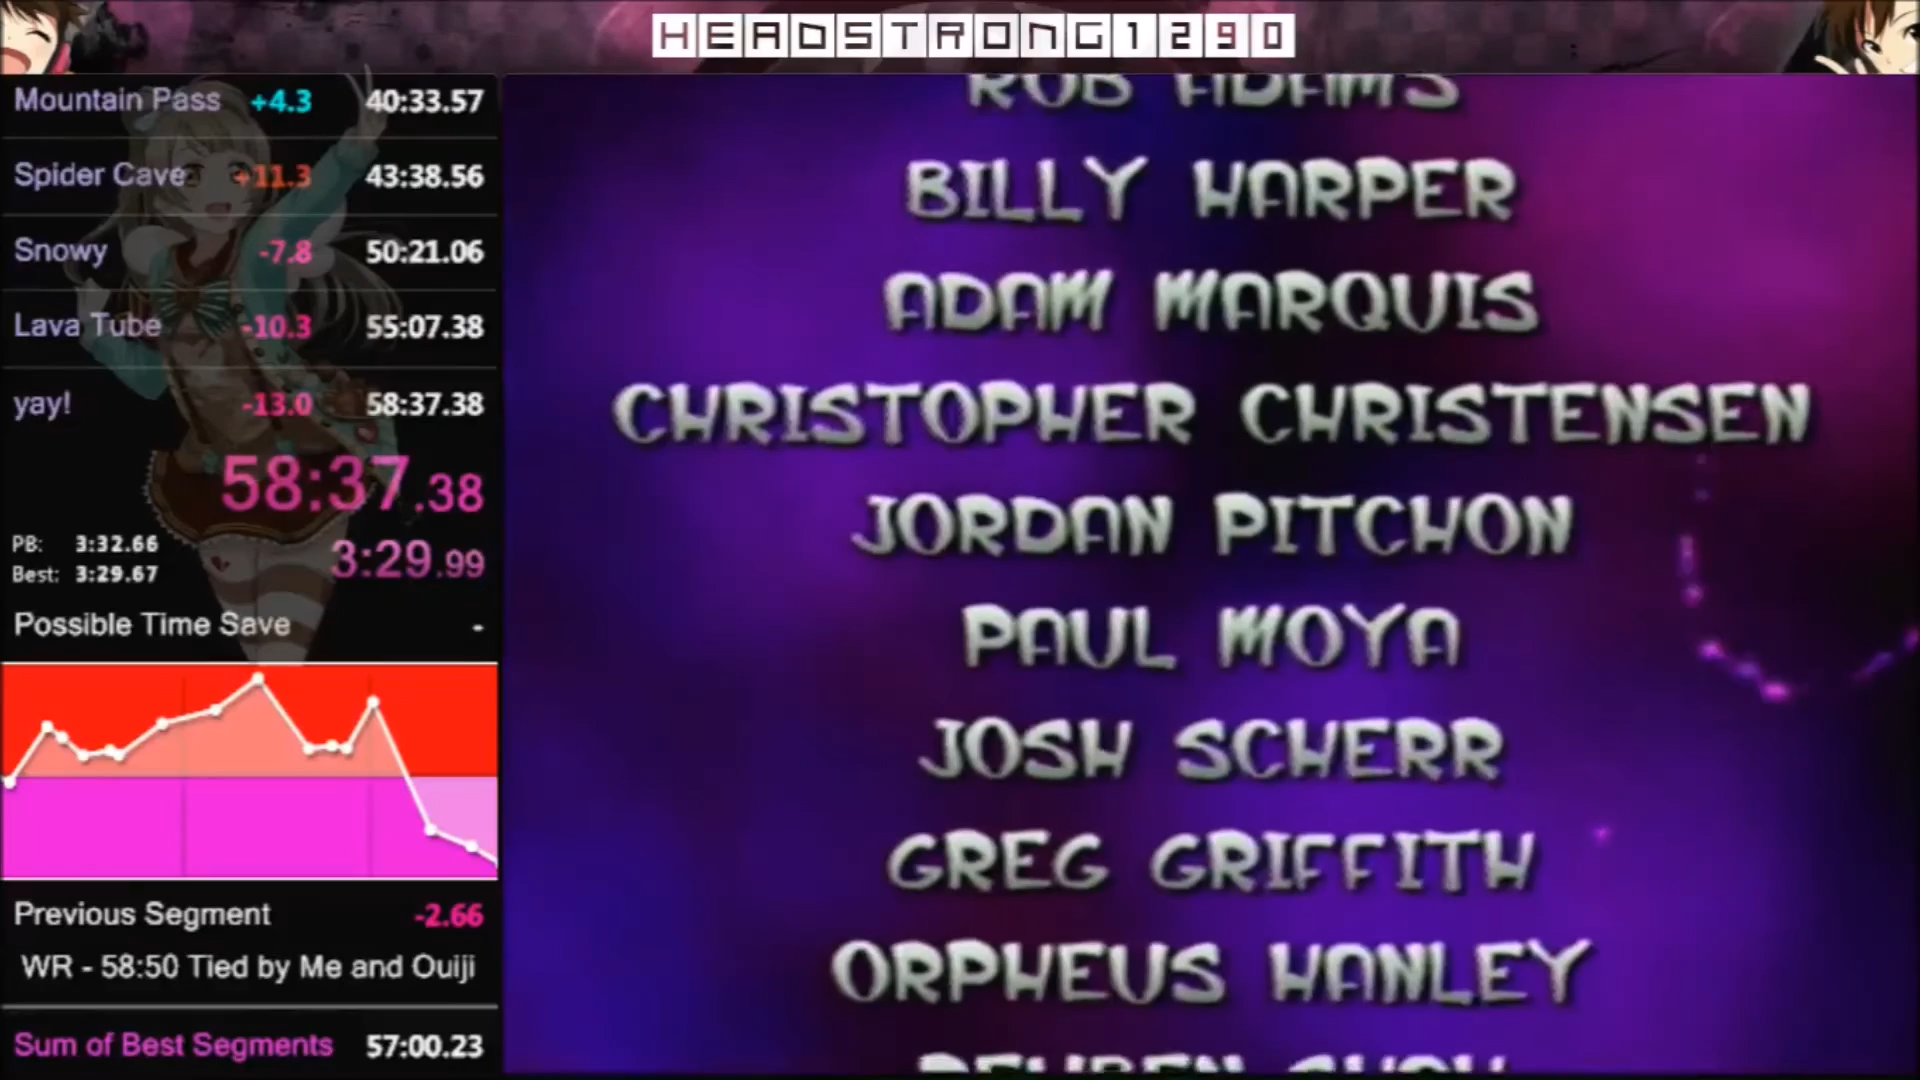 HEADSTRONG1290
Mountain Pass +4.3 40:33.57
Spider Cave +11.3 43:38.56
Snowy -7.8 50:21.06
Lava Tube -10.3 55:07.38
yay! -13.0 58:37.38
58:37.38
PB: 3:32.66
Best: 3:29.67
3:29.99
Possible Time Save -
Previous Segment -2.66
WR - 58:50 Tied by Me and Ouiji
Sum of Best Segments 57:00.23
ROB ADAMS
BILLY HARPER
ADAM MARQUIS
CHRISTOPHER CHRISTENSEN
JORDAN PITCHON
PAUL MOYA
JOSH SCHERR
GREG GRIFFITH
ORPHEUS HANLEY